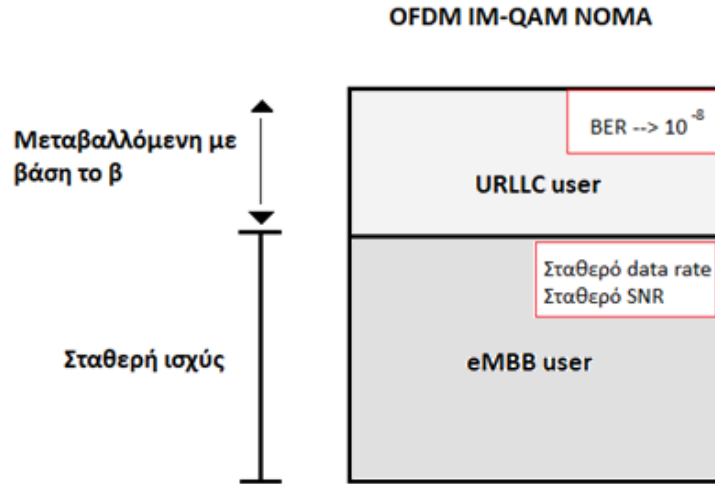 OFDM IM-QAM NOMA
Μεταβαλλόμενη με
βάση το β
BER --> 10^-8
URLLC user
Σταθερό data rate
Σταθερό SNR
Σταθερή ισχύς
eMBB user